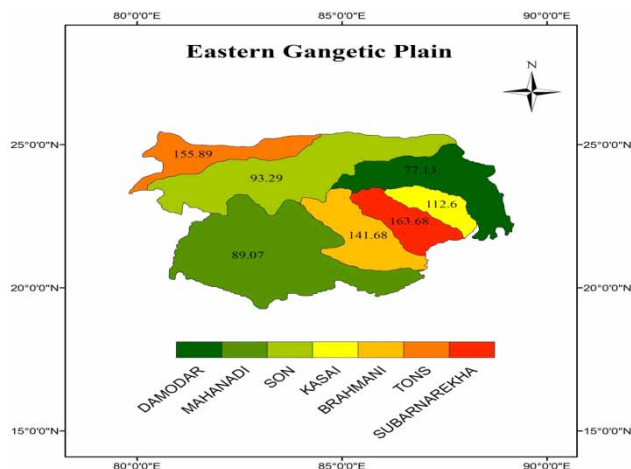 80°0'0"E 85°0'0"E 90°0'0"E
Eastern Gangetic Plain
N
25°0'0"N 25°0'0"N
155.89
77.13
93.29
112.6
163.68
141.68
89.07
20°0'0"N 20°0'0"N
DAMODAR
MAHANADI
SON
KASAI
BRAHMANI
TONS
SUBARNAREKHA
15°0'0"N 15°0'0"N
80°0'0"E 85°0'0"E 90°0'0"E